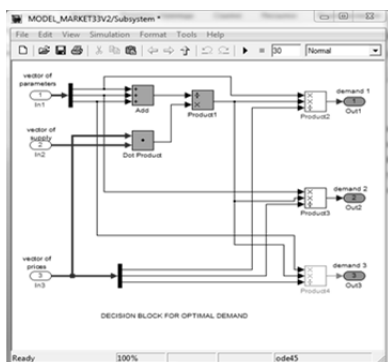 MODEL_MARKET33V2/Subsystem *
File Edit View Simulation Format Tools Help
30 Normal
vector of
parameters
1
In1
Add
÷
×
Product1
×
×
÷
Product2
demand 1
1
Out1
vector of
supply
2
In2
Dot Product
×
×
÷
Product3
demand 2
2
Out2
vector of
prices
3
In3
×
×
÷
Product4
demand 3
3
Out3
DECISION BLOCK FOR OPTIMAL DEMAND
Ready 100% ode45